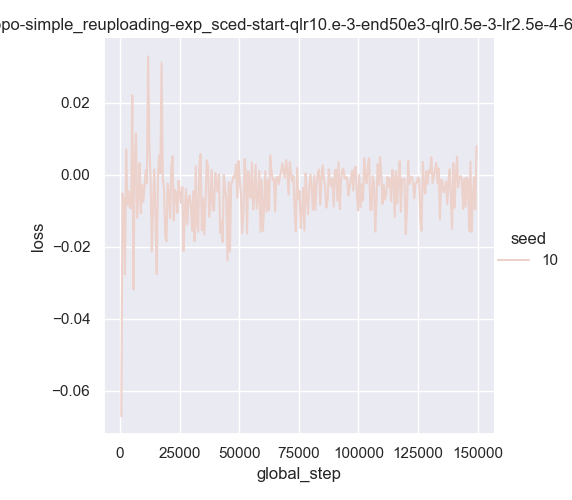 ppo-simple_reuploading-exp_sced-start-qlr10.e-3-end50e3-qlr0.5e-3-lr2.5e-4-6
0.02
0.00
−0.02
−0.04
−0.06
loss
0 25000 50000 75000 100000 125000 150000
global_step
seed
10